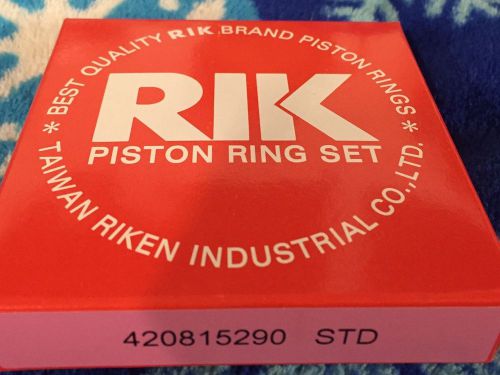 * BEST QUALITY RIK BRAND PISTON RINGS *
RIK
PISTON RING SET
TAIWAN RIKEN INDUSTRIAL CO.,LTD.
420815290 STD